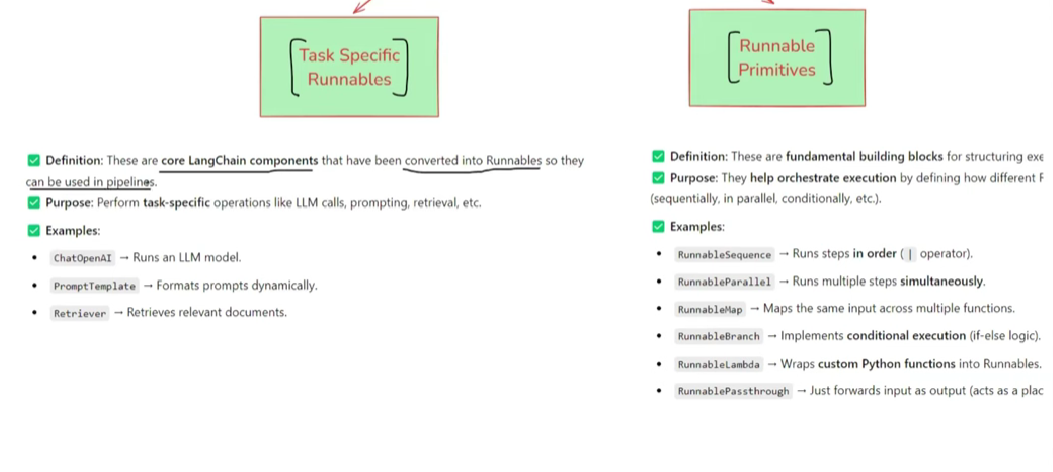 Task Specific
Runnables
✅ Definition: These are core LangChain components that have been converted into Runnables so they
can be used in pipelines.
✅ Purpose: Perform task-specific operations like LLM calls, prompting, retrieval, etc.
✅ Examples:
• ChatOpenAI → Runs an LLM model.
• PromptTemplate → Formats prompts dynamically.
• Retriever → Retrieves relevant documents.
Runnable
Primitives
✅ Definition: These are fundamental building blocks for structuring exe
✅ Purpose: They help orchestrate execution by defining how different
(sequentially, in parallel, conditionally, etc.).
✅ Examples:
• RunnableSequence → Runs steps in order ( | operator).
• RunnableParallel → Runs multiple steps simultaneously.
• RunnableMap → Maps the same input across multiple functions.
• RunnableBranch → Implements conditional execution (if-else logic).
• RunnableLambda → Wraps custom Python functions into Runnables.
• RunnablePassthrough → Just forwards input as output (acts as a plac